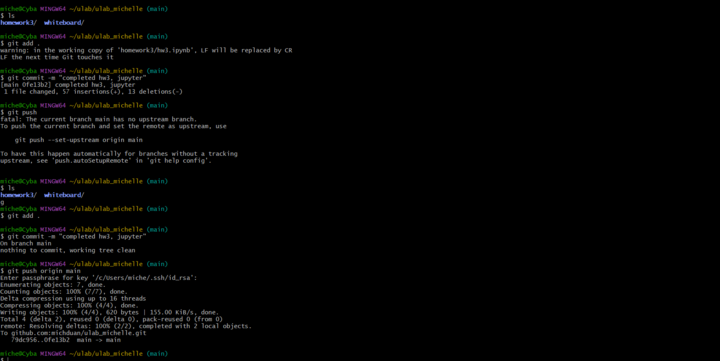 miche@Cyba MINGW64 ~/ulab/ulab_michelle (main)
$ ls
homework3/  whiteboard/
miche@Cyba MINGW64 ~/ulab/ulab_michelle (main)
$ git add .
warning: in the working copy of 'homework3/hw3.ipynb', LF will be replaced by CR
LF the next time Git touches it
miche@Cyba MINGW64 ~/ulab/ulab_michelle (main)
$ git commit -m "completed hw3, jupyter"
[main 0fe13b2] completed hw3, jupyter
 1 file changed, 57 insertions(+), 13 deletions(-)
miche@Cyba MINGW64 ~/ulab/ulab_michelle (main)
$ git push
fatal: The current branch main has no upstream branch.
To push the current branch and set the remote as upstream, use
    git push --set-upstream origin main
To have this happen automatically for branches without a tracking
upstream, see 'push.autoSetupRemote' in 'git help config'.
miche@Cyba MINGW64 ~/ulab/ulab_michelle (main)
$ ls
homework3/  whiteboard/
g
miche@Cyba MINGW64 ~/ulab/ulab_michelle (main)
$ git add .
miche@Cyba MINGW64 ~/ulab/ulab_michelle (main)
$ git commit -m "completed hw3, jupyter"
On branch main
nothing to commit, working tree clean
miche@Cyba MINGW64 ~/ulab/ulab_michelle (main)
$ git push origin main
Enter passphrase for key '/c/Users/miche/.ssh/id_rsa':
Enumerating objects: 7, done.
Counting objects: 100% (7/7), done.
Delta compression using up to 16 threads
Compressing objects: 100% (4/4), done.
Writing objects: 100% (4/4), 620 bytes | 155.00 KiB/s, done.
Total 4 (delta 2), reused 0 (delta 0), pack-reused 0 (from 0)
remote: Resolving deltas: 100% (2/2), completed with 2 local objects.
To github.com:michduam/ulab_michelle.git
   79dc956..0fe13b2  main -> main
miche@Cyba MINGW64 ~/ulab/ulab_michelle (main)
$